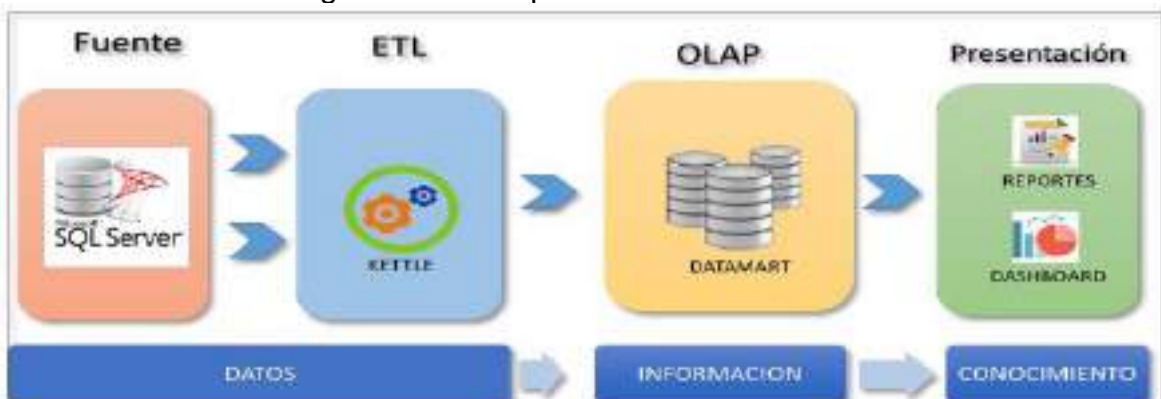 Fuente
ETL
OLAP
Presentación
SQL Server
KETTLE
DATAMART
REPORTES
DASHBOARD
DATOS
INFORMACION
CONOCIMIENTO